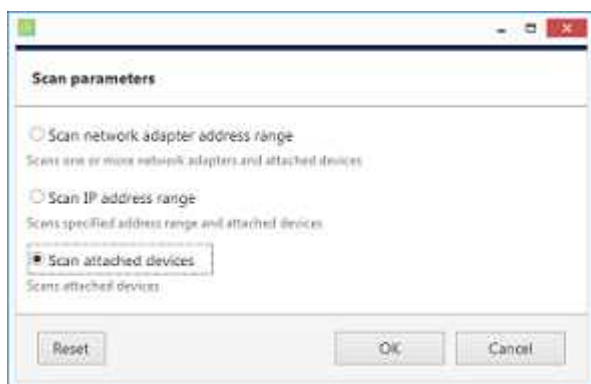 Scan parameters
Scan network adapter address range
Scans one or more network adapters and attached devices
Scan IP address range
Scans specified address range and attached devices
Scan attached devices
Scans attached devices
Reset OK Cancel